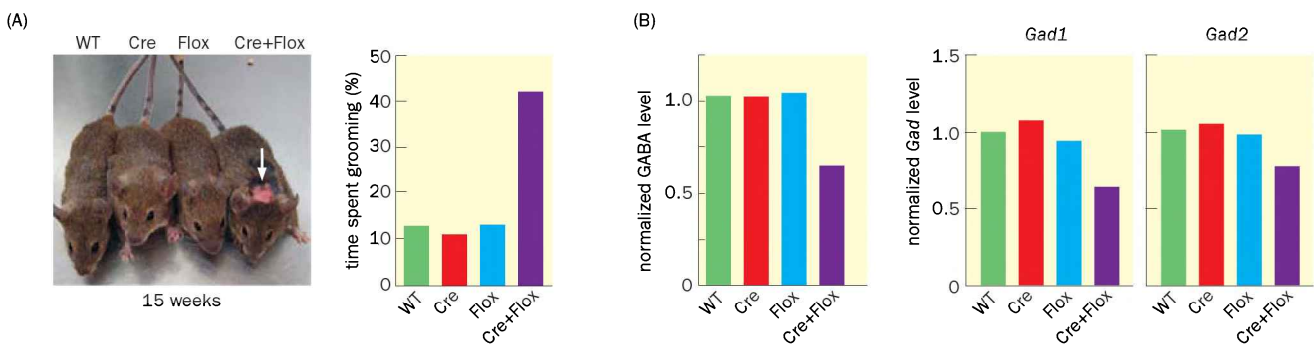 (A)
WT Cre Flox Cre+Flox
15 weeks
time spent grooming (%)
50
40
30
20
10
0
WT Cre Flox Cre+Flox
(B)
normalized GABA level
1.0
0.5
0
WT Cre Flox Cre+Flox
normalized Gad level
Gad1
1.5
1.0
0.5
0
WT Cre Flox Cre+Flox
Gad2
WT Cre Flox Cre+Flox